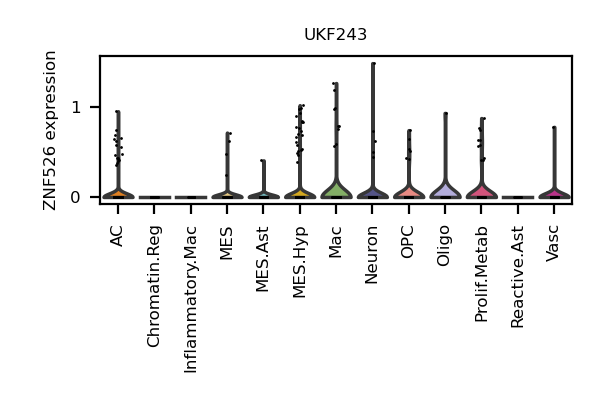 UKF243
ZNF526 expression
1
0
AC
Chromatin.Reg
Inflammatory.Mac
MES
MES.Ast
MES.Hyp
Mac
Neuron
OPC
Oligo
Prolif.Metab
Reactive.Ast
Vasc